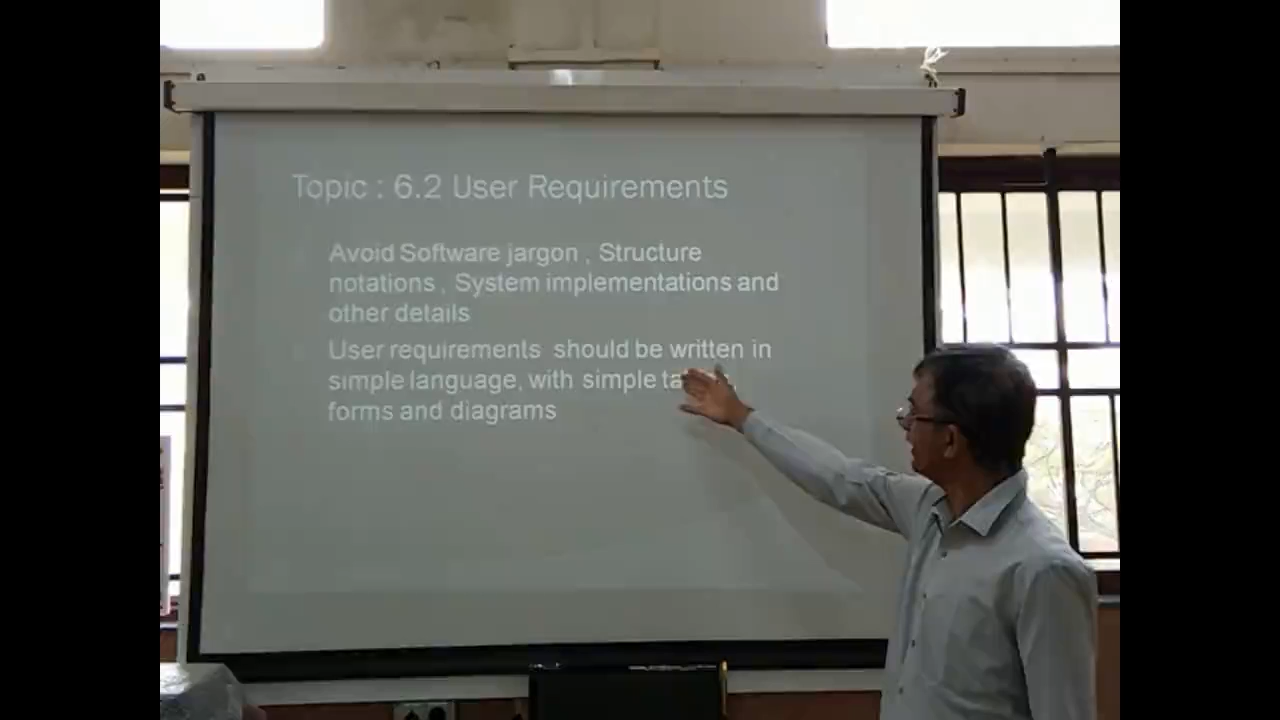 Topic : 6.2 User Requirements
Avoid Software jargon , Structure
notations , System implementations and
other details
User requirements should be written in
simple language, with simple
forms and diagrams